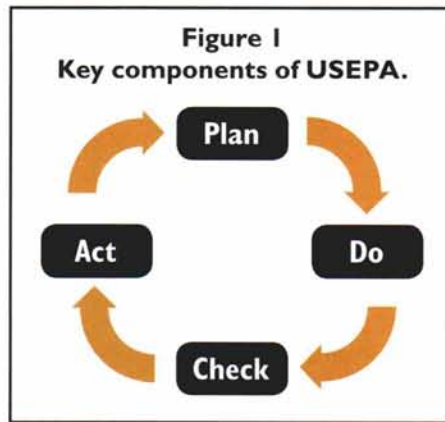 Figure 1
Key components of USEPA.
Plan
Act
Do
Check